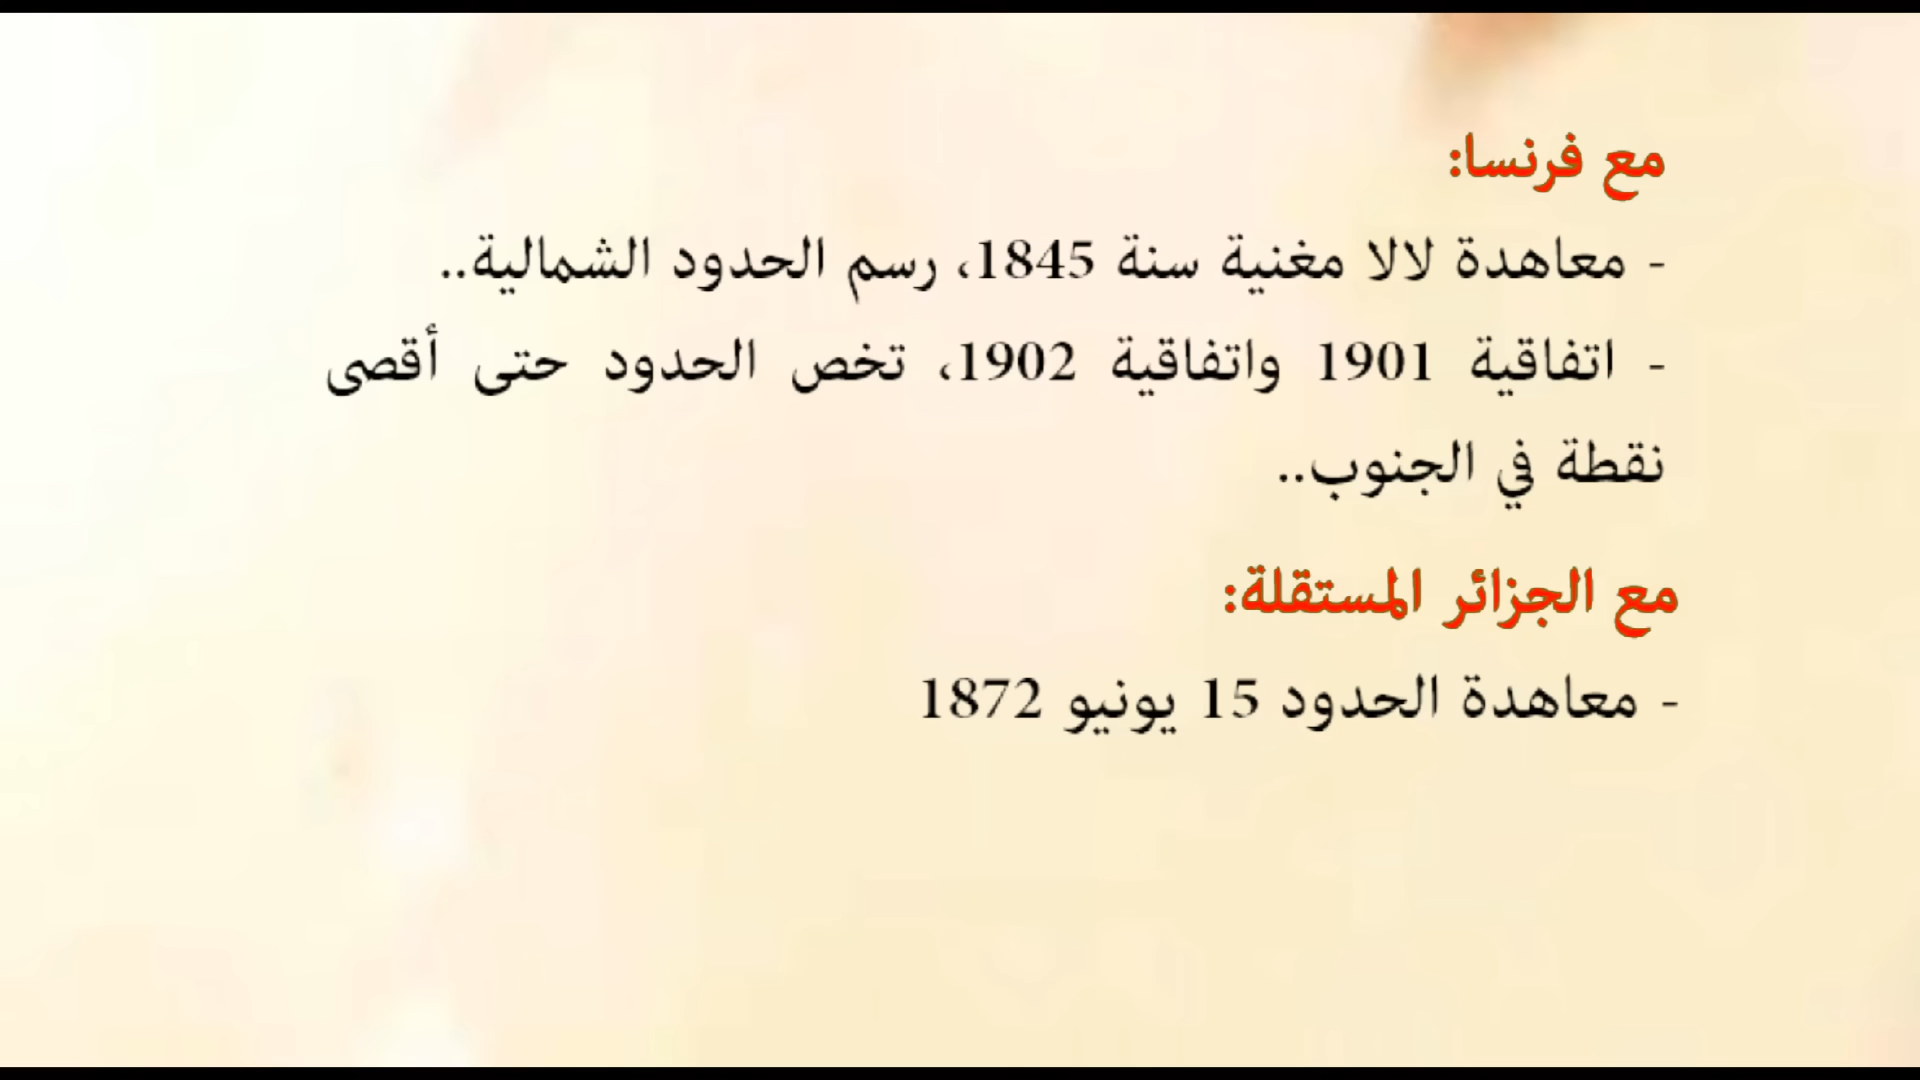 مع فرنسا:
- معاهدة لالا مغنية سنة 1845، رسم الحدود الشمالية..
- اتفاقية 1901 واتفاقية 1902، تخص الحدود حتى أقصى
نقطة في الجنوب..
مع الجزائر المستقلة:
- معاهدة الحدود 15 يونيو 1872